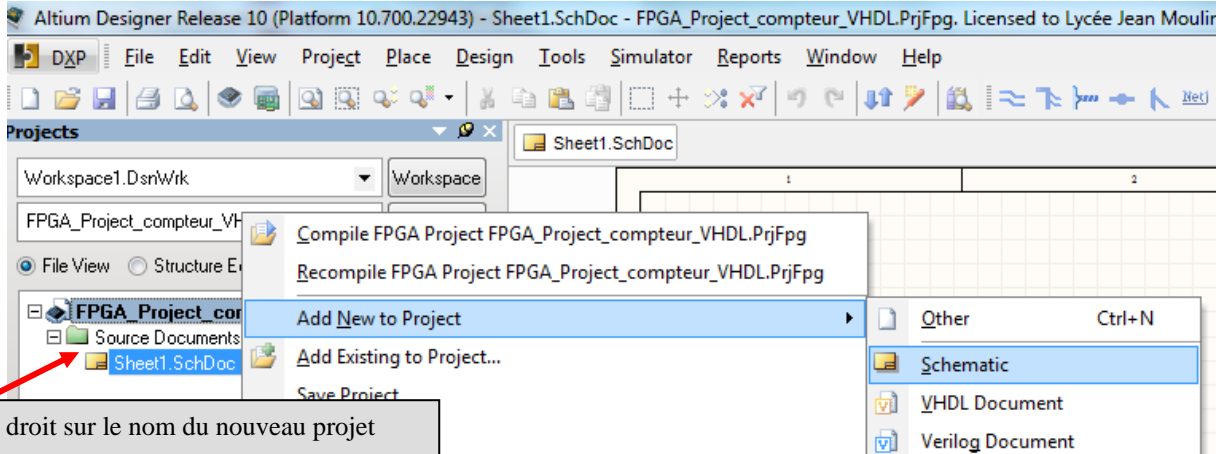 Altium Designer Release 10 (Platform 10.700.22943) - Sheet1.SchDoc - FPGA_Project_compteur_VHDL.PrjFpg. Licensed to Lycée Jean Moulin
DXP File Edit View Project Place Design Tools Simulator Reports Window Help
Net1
Projects
Sheet1.SchDoc
Workspace1.DsnWrk Workspace
1 2
FPGA_Project_compteur_VH
Compile FPGA Project FPGA_Project_compteur_VHDL.PrjFpg
File View Structure E
Recompile FPGA Project FPGA_Project_compteur_VHDL.PrjFpg
FPGA_Project_cor
Add New to Project
Other Ctrl+N
Source Documents
Sheet1.SchDoc
Add Existing to Project...
Schematic
Save Project
VHDL Document
droit sur le nom du nouveau projet
Verilog Document